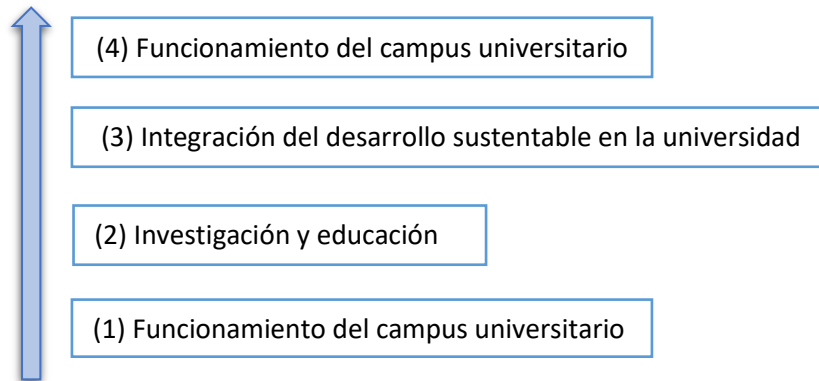 (4) Funcionamiento del campus universitario
(3) Integración del desarrollo sustentable en la universidad
(2) Investigación y educación
(1) Funcionamiento del campus universitario